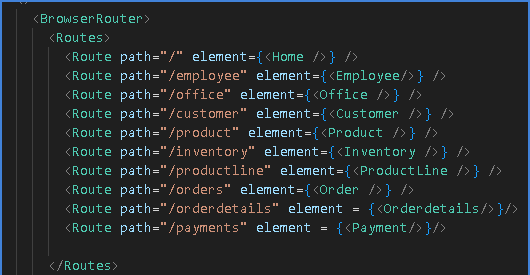 <BrowserRouter>
<Routes>
<Route path="/" element={<Home />} />
<Route path="/employee" element={<Employee/>} />
<Route path="/office" element={<Office />} />
<Route path="/customer" element={<Customer />} />
<Route path="/product" element={<Product />} />
<Route path="/inventory" element={<Inventory />} />
<Route path="/productline" element={<ProductLine />} />
<Route path="/orders" element={<Order />} />
<Route path="/orderdetails" element = {<Orderdetails/>}/>
<Route path="/payments" element = {<Payment/>}/>
</Routes>